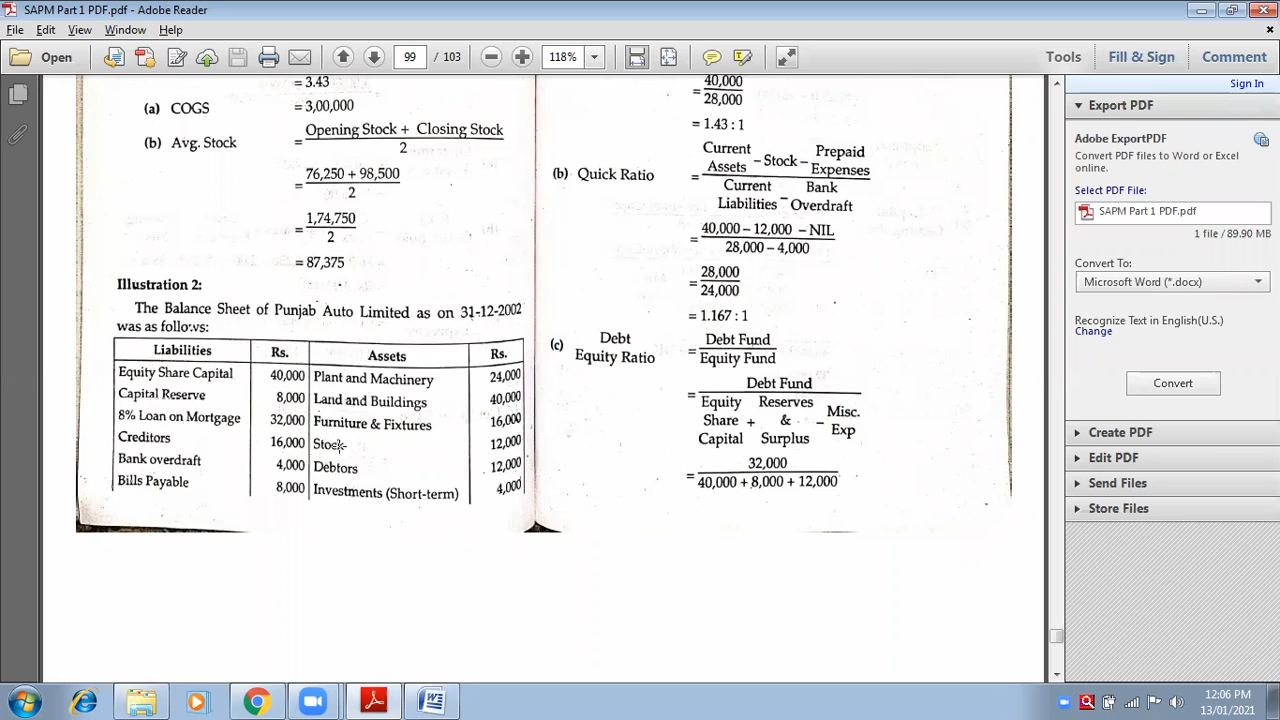 SAPM Part 1 PDF.pdf - Adobe Reader
File Edit View Window Help
Open 99 / 103 118% Tools Fill & Sign Comment
= 3.43
(a) COGS = 3,00,000
(b) Avg. Stock = Opening Stock + Closing Stock
2
= 76,250 + 98,500
2
= 1,74,750
2
= 87,375
Illustration 2:
The Balance Sheet of Punjab Auto Limited as on 31-12-2002
was as follows:
Liabilities Rs. Assets Rs.
Equity Share Capital 40,000 Plant and Machinery 24,000
Capital Reserve 8,000 Land and Buildings 40,000
8% Loan on Mortgage 32,000 Furniture & Fixtures 16,000
Creditors 16,000 Stock 12,000
Bank overdraft 4,000 Debtors 12,000
Bills Payable 8,000 Investments (Short-term) 4,000
= 40,000
28,000
= 1.43 : 1
(b) Quick Ratio = Current Assets – Stock – Prepaid Expenses
Current Liabilities – Bank Overdraft
= 40,000 – 12,000 – NIL
28,000 – 4,000
= 28,000
24,000
= 1.167 : 1
(c) Debt Equity Ratio = Debt Fund
Equity Fund
= Debt Fund
Equity Share Capital + Reserves & Surplus – Misc. Exp
= 32,000
40,000 + 8,000 + 12,000
Sign In
Export PDF
Adobe ExportPDF
Convert PDF files to Word or Excel
online.
Select PDF File:
SAPM Part 1 PDF.pdf
1 file / 89.90 MB
Convert To:
Microsoft Word (*.docx)
Recognize Text in English(U.S.)
Change
Convert
Create PDF
Edit PDF
Send Files
Store Files
12:06 PM
13/01/2021